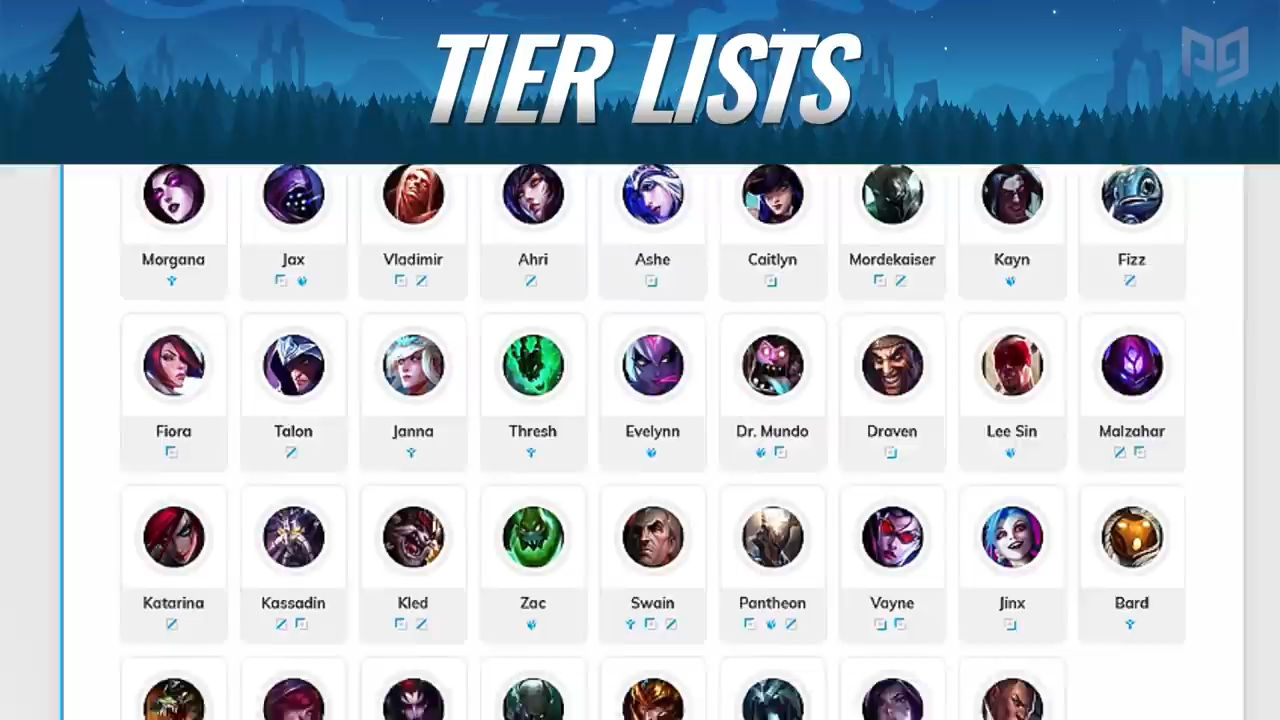 TIER LISTS
PG
Morgana Jax Vladimir Ahri Ashe Caitlyn Mordekaiser Kayn Fizz
Fiora Talon Janna Thresh Evelynn Dr. Mundo Draven Lee Sin Malzahar
Katarina Kassadin Kled Zac Swain Pantheon Vayne Jinx Bard